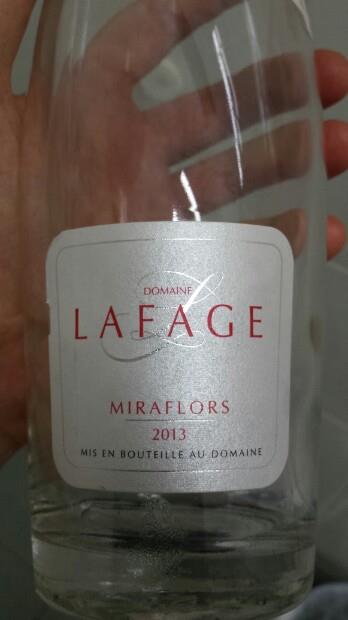 DOMAINE
LAFAGE
MIRAFLORS
2013
MIS EN BOUTEILLE AU DOMAINE